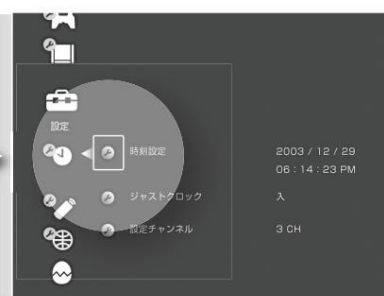 設定
時刻設定
2003 / 12 / 29
06 : 14 : 23 PM
ジャストクロック
入
設定チャンネル
3 CH